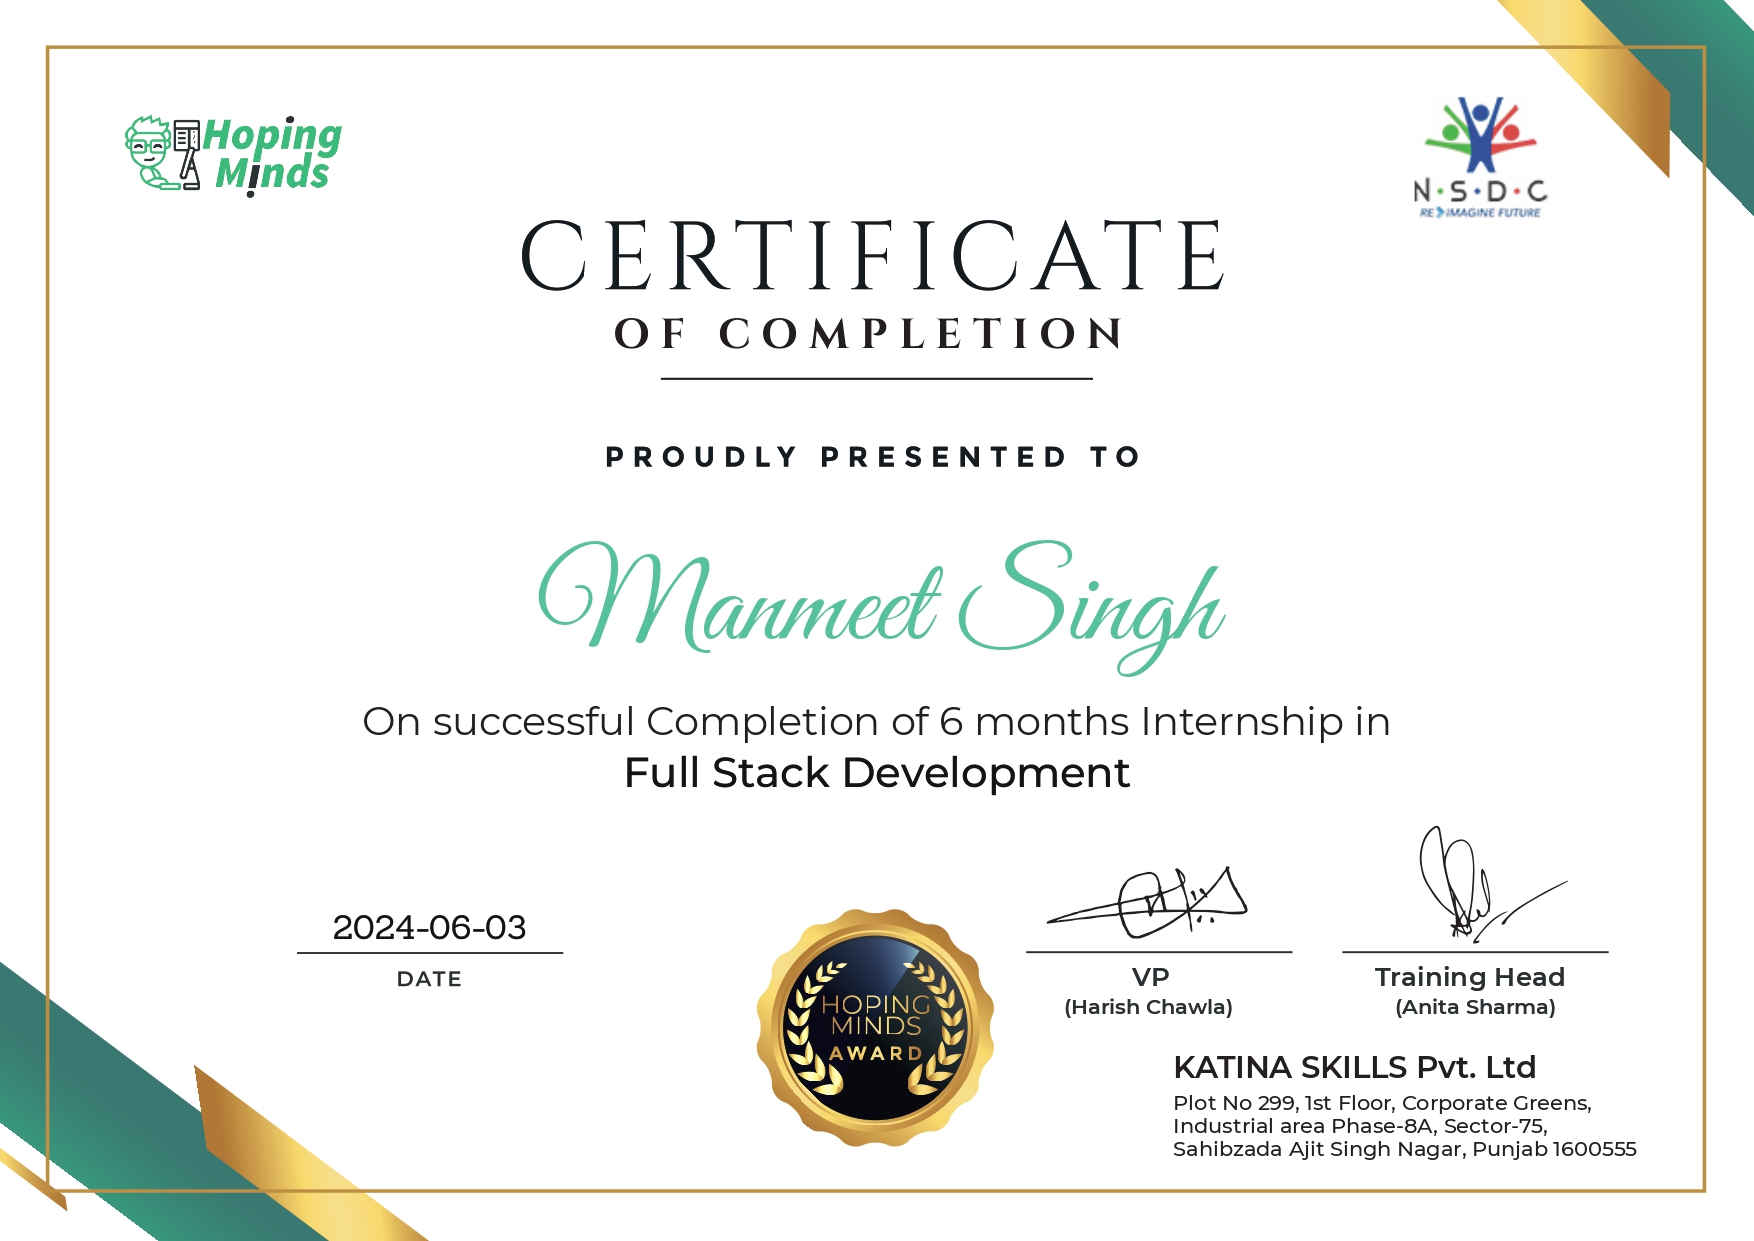 Hoping
Minds
N·S·D·C
RE IMAGINE FUTURE
CERTIFICATE
OF COMPLETION
PROUDLY PRESENTED TO
Manmeet Singh
On successful Completion of 6 months Internship in
Full Stack Development
2024-06-03
DATE
HOPING
MINDS
AWARD
VP
(Harish Chawla)
Training Head
(Anita Sharma)
KATINA SKILLS Pvt. Ltd
Plot No 299, 1st Floor, Corporate Greens,
Industrial area Phase-8A, Sector-75,
Sahibzada Ajit Singh Nagar, Punjab 1600555